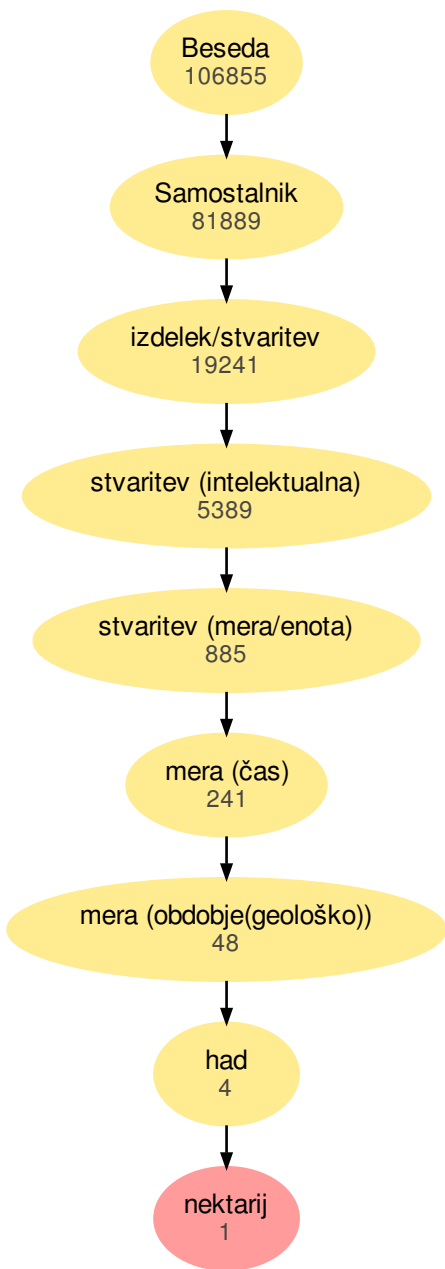 Beseda
106855
Samostalnik
81889
izdelek/stvaritev
19241
stvaritev (intelektualna)
5389
stvaritev (mera/enota)
885
mera (čas)
241
mera (obdobje(geološko))
48
had
4
nektarij
1